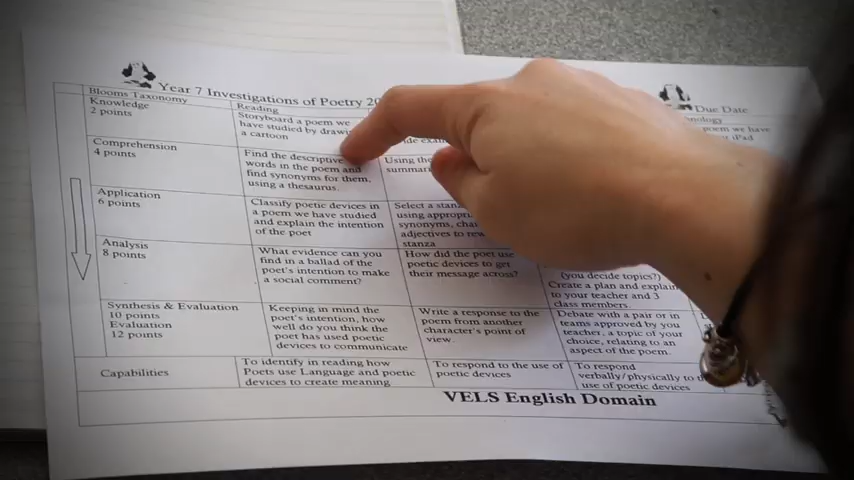 Year 7 Investigations of Poetry
Due Date
Blooms Taxonomy
Reading
Knowledge
2 points
Storyboard a poem we
have studied by
a cartoon
poem we have
iPad
Comprehension
4 points
Find the descriptive
words in the poem and
find synonyms for them,
using a thesaurus.
Using the
Application
6 points
Classify poetic devices in
a poem we have studied
and explain the intention
of the poet
Select a
using
synonyms,
adjectives to
stanza
Analysis
8 points
What evidence can you
find in a ballad of the
poet's intention to make
a social comment?
How did the poet use
poetic devices to get
their message across?
(you decide topics?)
Create a plan and explain
to your teacher and 3
class members.
Synthesis & Evaluation
10 points
Evaluation
12 points
Keeping in mind the
poet's intention, how
well do you think the
poet has used poetic
devices to communicate
Write a response to the
poem from another
character's point of
view.
Debate with a pair or in
teams approved by you
teacher, a topic of your
choice, relating to an
aspect of the poem.
Capabilities
To identify in reading how
Poets use Language and poetic
devices to create meaning
To respond to the use of
poetic devices
To respond
verbally/physically to
use of poetic devices
VELS English Domain